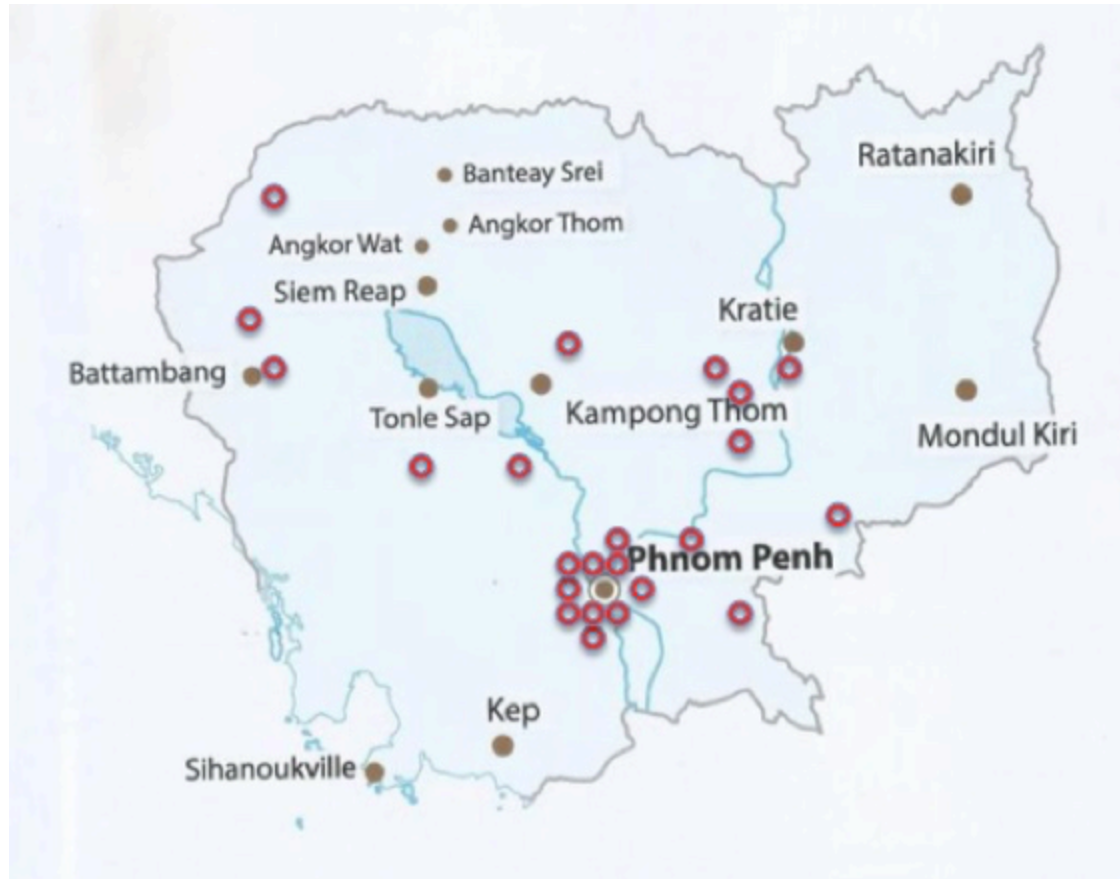 Ratanakiri
Banteay Srei
Angkor Thom
Angkor Wat
Siem Reap
Kratie
Battambang
Tonle Sap
Kampong Thom
Mondul Kiri
Phnom Penh
Kep
Sihanoukville